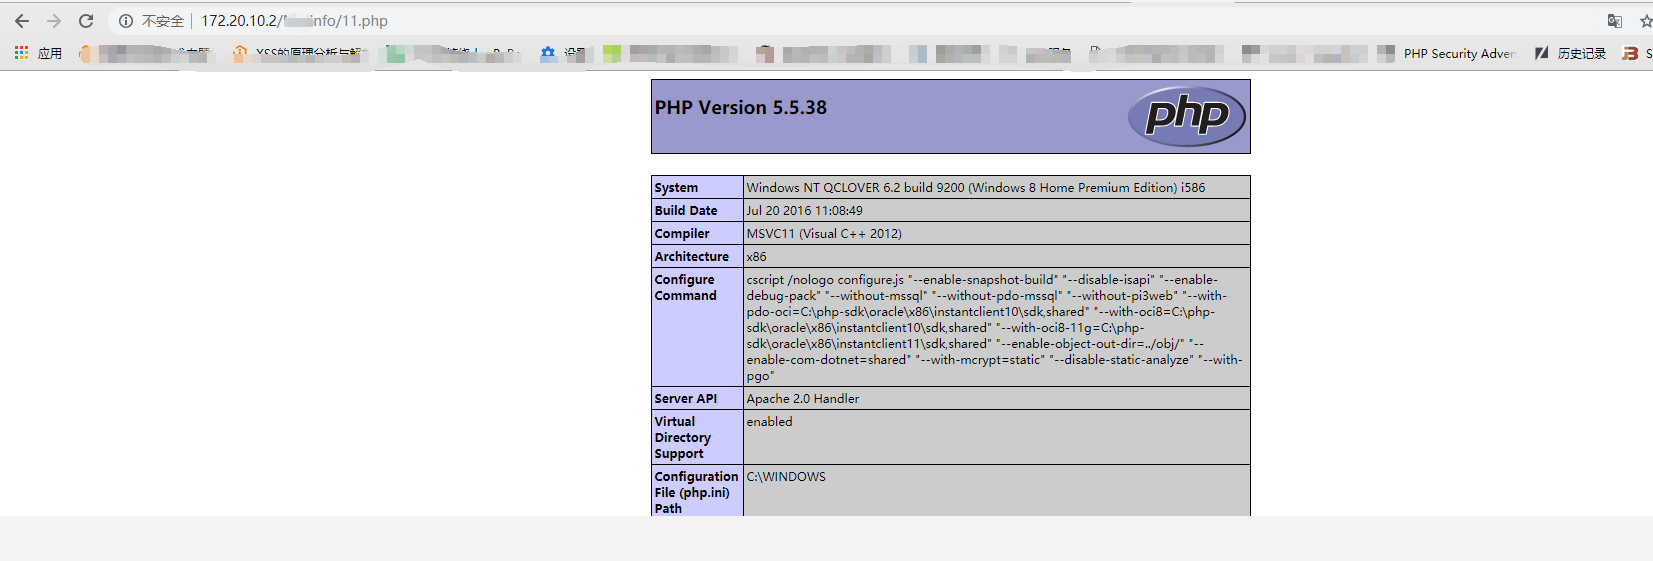 不安全 172.20.10.2/ info/11.php
应用 XSS的原理分析与解 PHP Security Adven 历史记录 S
PHP Version 5.5.38
php
System Windows NT QCLOVER 6.2 build 9200 (Windows 8 Home Premium Edition) i586
Build Date Jul 20 2016 11:08:49
Compiler MSVC11 (Visual C++ 2012)
Architecture x86
Configure cscript /nologo configure.js "--enable-snapshot-build" "--disable-isapi" "--enable-
Command debug-pack" "--without-mssql" "--without-pdo-mssql" "--without-pi3web" "--with-
pdo-oci=C:\php-sdk\oracle\x86\instantclient10\sdk,shared" "--with-oci8=C:\php-
sdk\oracle\x86\instantclient10\sdk,shared" "--with-oci8-11g=C:\php-
sdk\oracle\x86\instantclient11\sdk,shared" "--enable-object-out-dir=../obj/" "--
enable-com-dotnet=shared" "--with-mcrypt=static" "--disable-static-analyze" "--with-
pgo"
Server API Apache 2.0 Handler
Virtual enabled
Directory
Support
Configuration C:\WINDOWS
File (php.ini)
Path